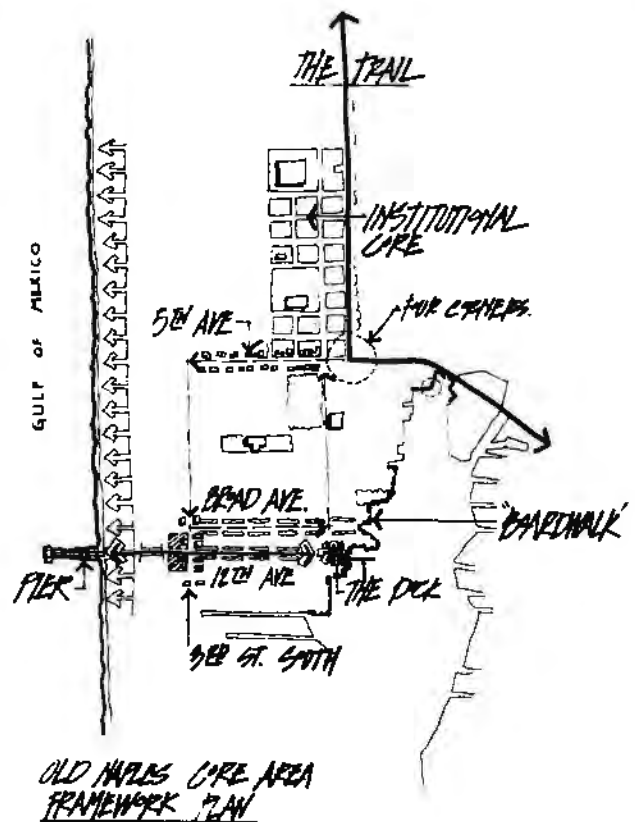 THE TRAIL
INSTITUTIONAL
CORE
GULF OF MEXICO
5TH AVE
FOUR CORNERS.
BROAD AVE.
"BOARDWALK"
PIER
12TH AVE
THE DOCK
3RD ST. SOUTH
OLD NAPLES CORE AREA
FRAMEWORK PLAN